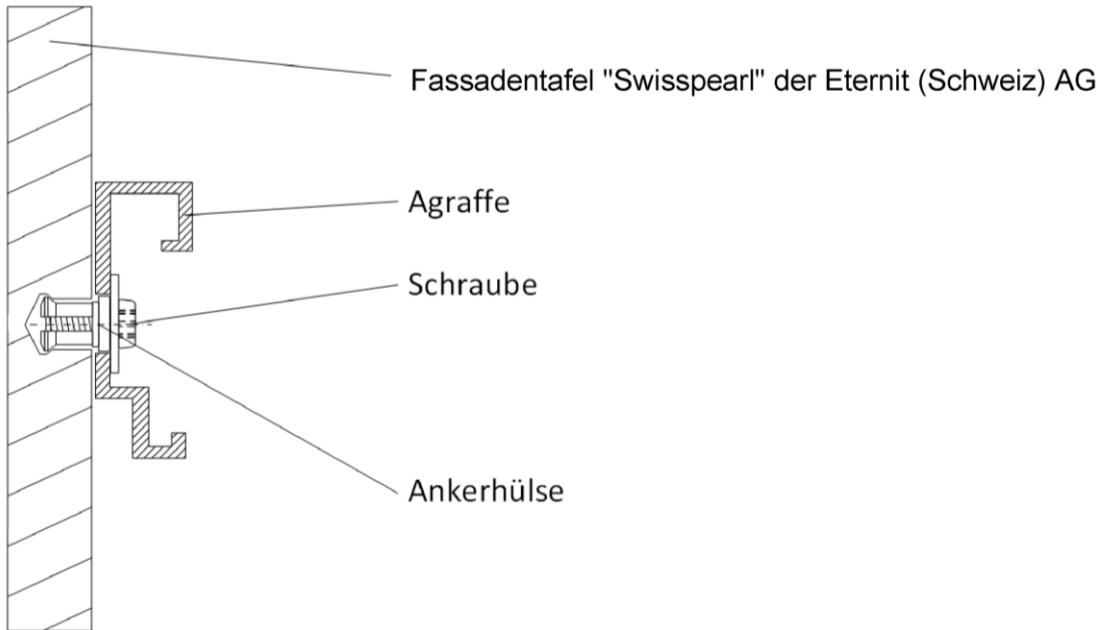 Fassadentafel "Swisspearl" der Eternit (Schweiz) AG
Agraffe
Schraube
Ankerhülse